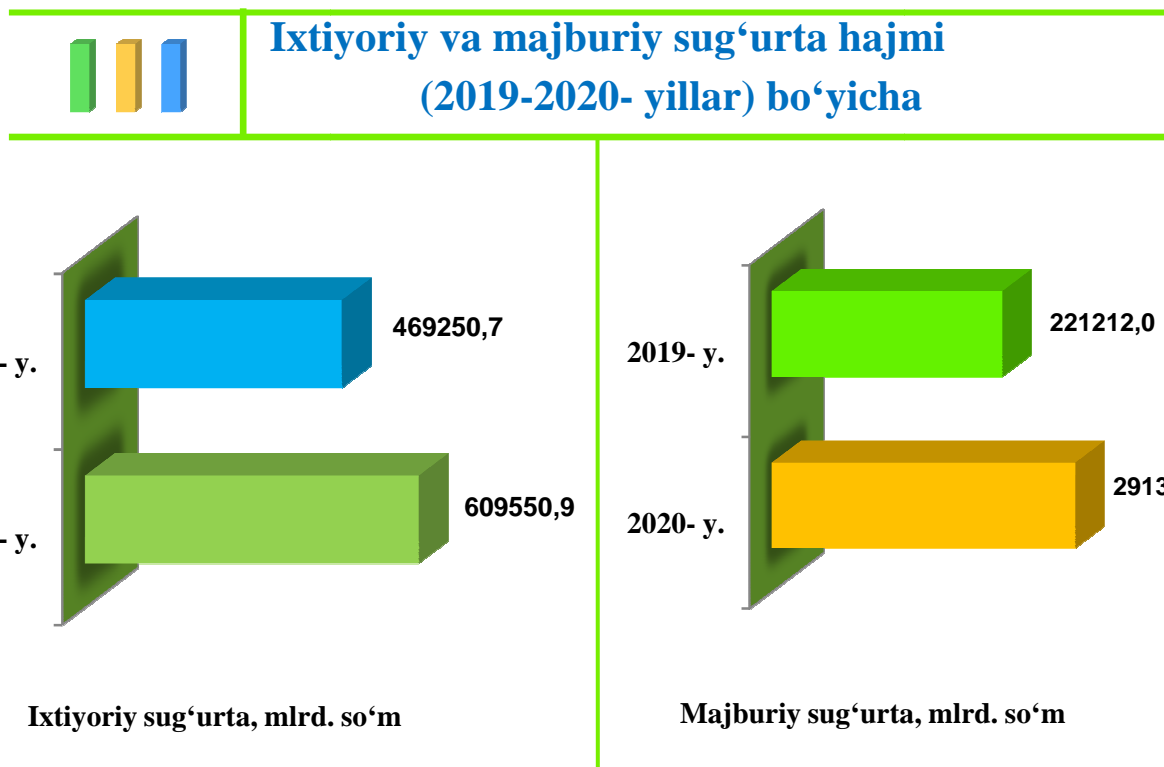 Ixtiyoriy va majburiy sug‘urta hajmi
(2019-2020- yillar) bo‘yicha
469250,7
- y.
609550,9
- y.
Ixtiyoriy sug‘urta, mlrd. so‘m
221212,0
2019- y.
2913
2020- y.
Majburiy sug‘urta, mlrd. so‘m